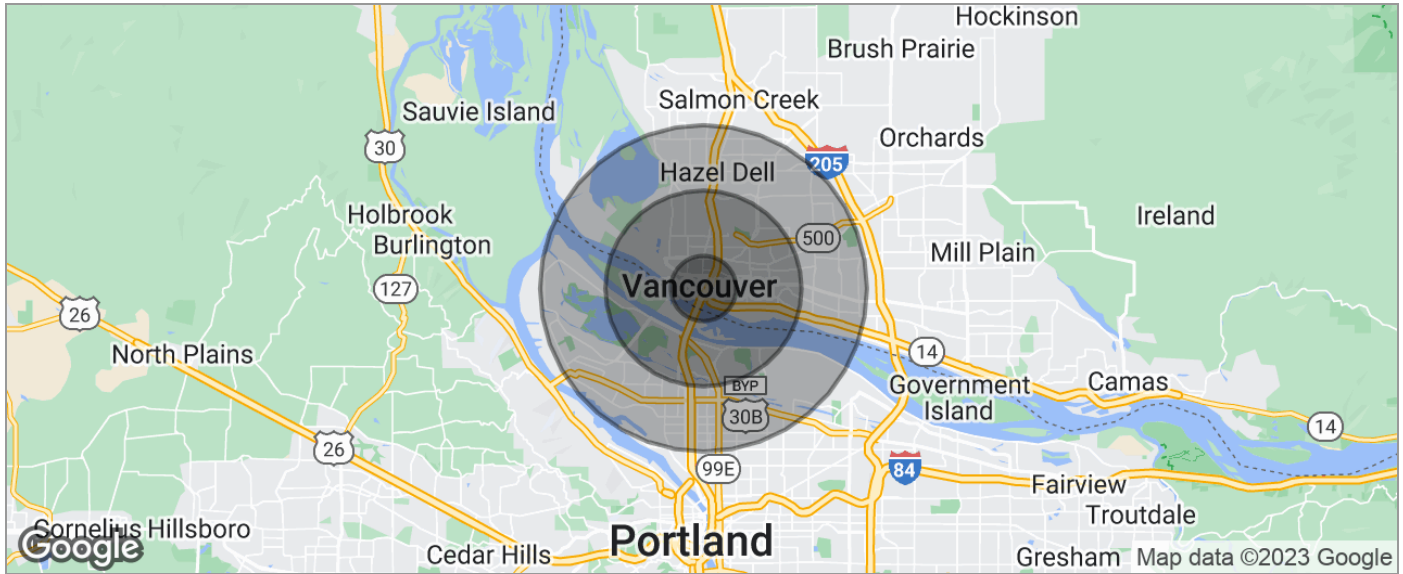 Hockinson
Brush Prairie
Salmon Creek
Sauvie Island
Orchards
30
205
Hazel Dell
Holbrook
Ireland
Burlington
500
Mill Plain
127
Vancouver
26
North Plains
14
Government
Island
Camas
BYP
30B
14
26
99E
84
Fairview
Troutdale
Cornelius Hillsboro
Google
Cedar Hills
Portland
Gresham
Map data ©2023 Google